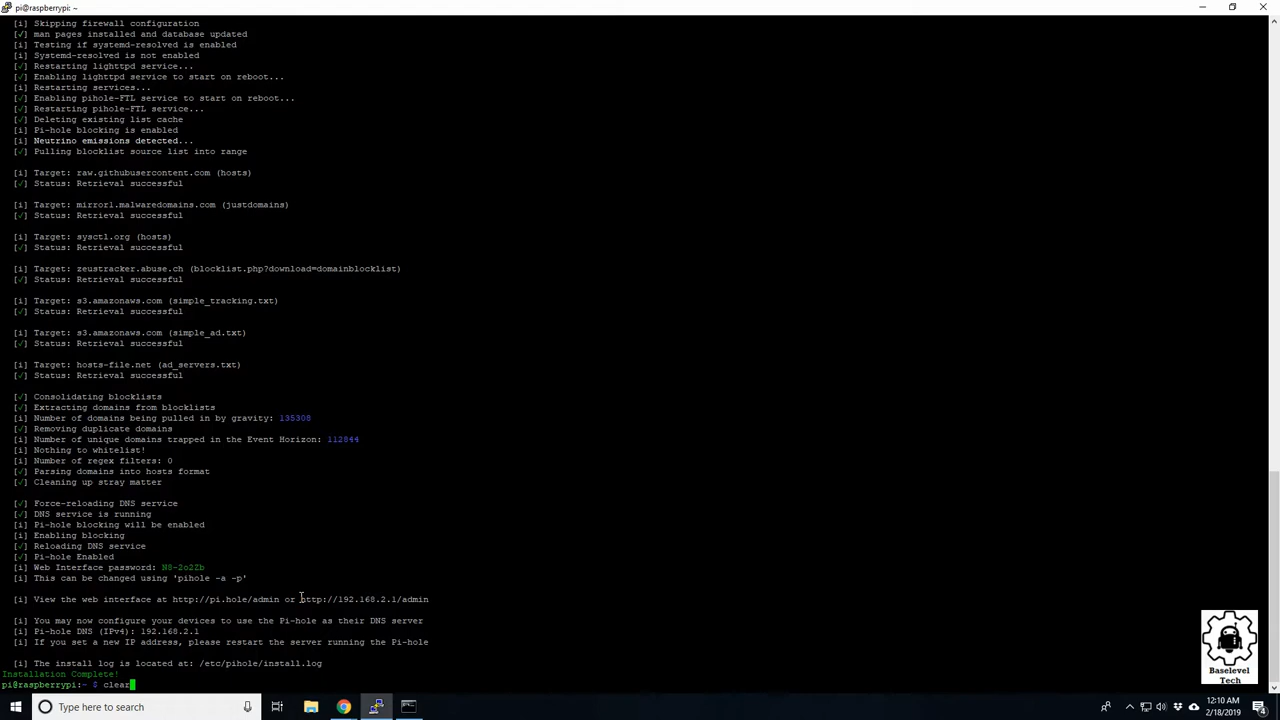 pi@raspberrypi: ~
[i] Skipping firewall configuration
[✓] man pages installed and database updated
[i] Testing if systemd-resolved is enabled
[i] Systemd-resolved is not enabled
[✓] Restarting lighttpd service...
[✓] Enabling lighttpd service to start on reboot...
[i] Restarting services...
[✓] Enabling pihole-FTL service to start on reboot...
[✓] Restarting pihole-FTL service...
[✓] Deleting existing list cache
[i] Pi-hole blocking is enabled
[i] Neutrino emissions detected...
[✓] Pulling blocklist source list into range
[i] Target: raw.githubusercontent.com (hosts)
[✓] Status: Retrieval successful
[i] Target: mirror1.malwaredomains.com (justdomains)
[✓] Status: Retrieval successful
[i] Target: sysctl.org (hosts)
[✓] Status: Retrieval successful
[i] Target: zeustracker.abuse.ch (blocklist.php?download=domainblocklist)
[✓] Status: Retrieval successful
[i] Target: s3.amazonaws.com (simple_tracking.txt)
[✓] Status: Retrieval successful
[i] Target: s3.amazonaws.com (simple_ad.txt)
[✓] Status: Retrieval successful
[i] Target: hosts-file.net (ad_servers.txt)
[✓] Status: Retrieval successful
[✓] Consolidating blocklists
[✓] Extracting domains from blocklists
[i] Number of domains being pulled in by gravity: 135308
[✓] Removing duplicate domains
[i] Number of unique domains trapped in the Event Horizon: 112844
[i] Nothing to whitelist!
[i] Number of regex filters: 0
[✓] Parsing domains into hosts format
[✓] Cleaning up stray matter
[✓] Force-reloading DNS service
[✓] DNS service is running
[i] Pi-hole blocking will be enabled
[i] Enabling blocking
[✓] Reloading DNS service
[✓] Pi-hole Enabled
[i] Web Interface password: N8-2o2Zb
[i] This can be changed using 'pihole -a -p'
[i] View the web interface at http://pi.hole/admin or http://192.168.2.1/admin
[i] You may now configure your devices to use the Pi-hole as their DNS server
[i] Pi-hole DNS (IPv4): 192.168.2.1
[i] If you set a new IP address, please restart the server running the Pi-hole
[i] The install log is located at: /etc/pihole/install.log
Installation Complete!
pi@raspberrypi:~ $ clear
Baselevel
Tech
Type here to search
12:10 AM
2/18/2019
4